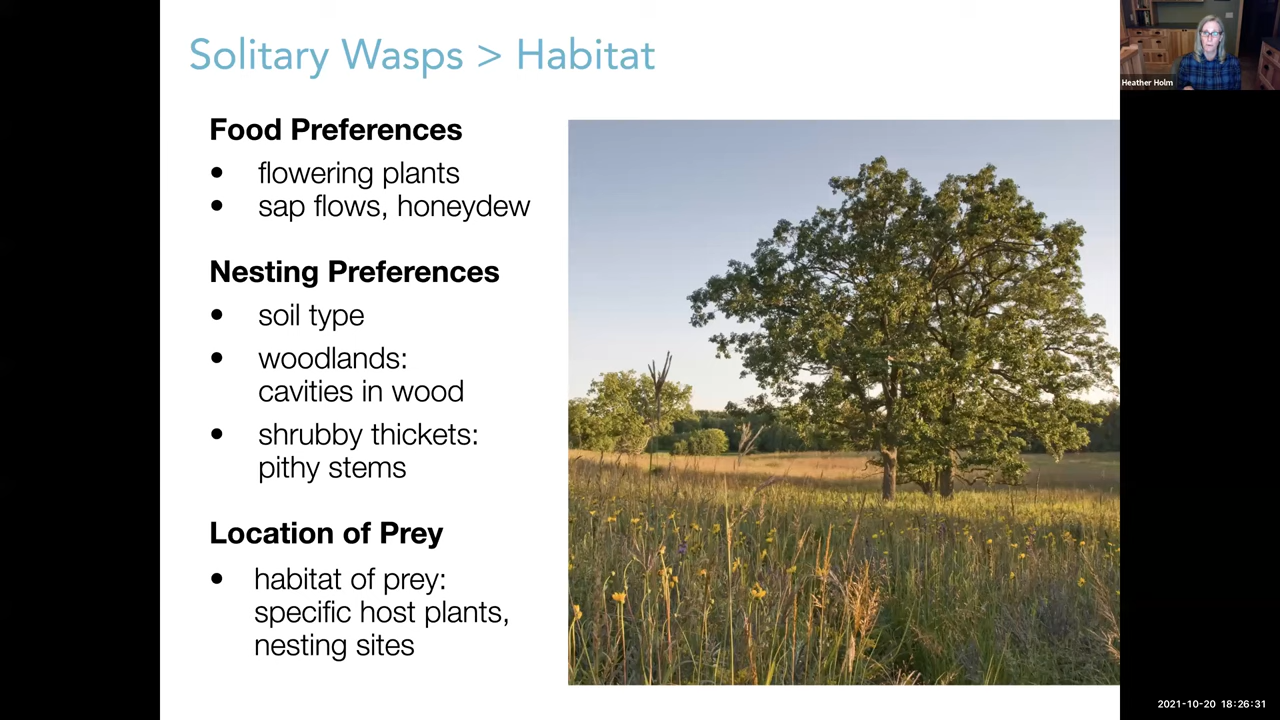 Solitary Wasps > Habitat
Heather Holm
Food Preferences
• flowering plants
• sap flows, honeydew
Nesting Preferences
• soil type
• woodlands:
cavities in wood
• shrubby thickets:
pithy stems
Location of Prey
• habitat of prey:
specific host plants,
nesting sites
2021-10-20 18:26:31